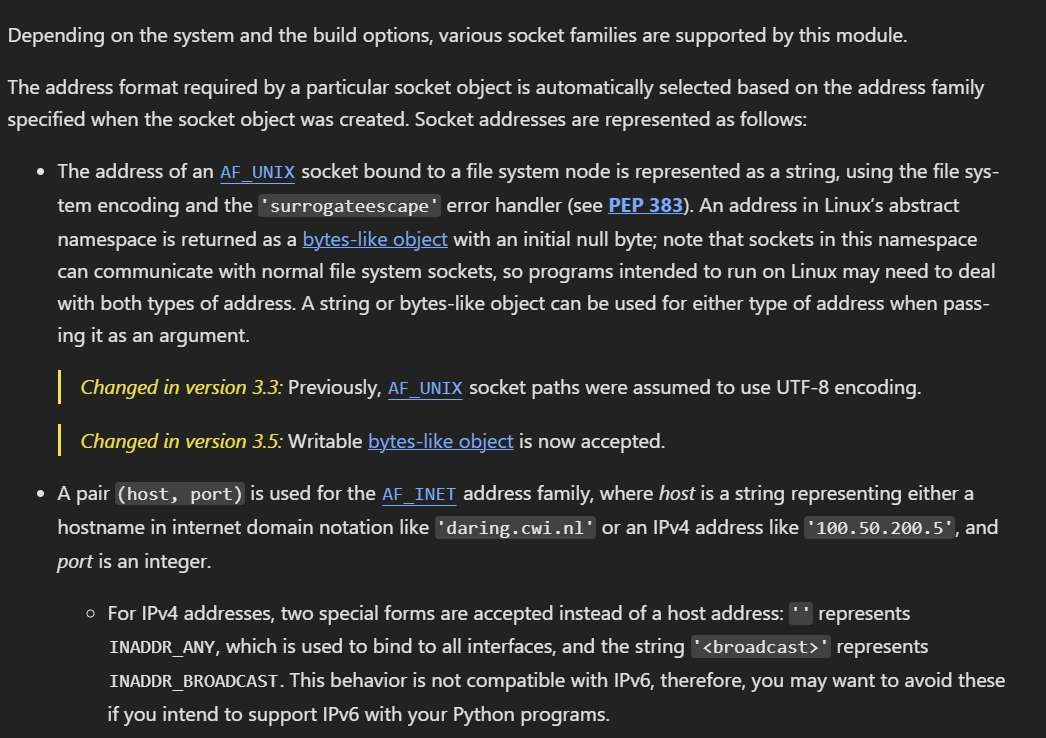 Depending on the system and the build options, various socket families are supported by this module.
The address format required by a particular socket object is automatically selected based on the address family
specified when the socket object was created. Socket addresses are represented as follows:
• The address of an AF_UNIX socket bound to a file system node is represented as a string, using the file sys-
tem encoding and the 'surrogateescape' error handler (see PEP 383). An address in Linux's abstract
namespace is returned as a bytes-like object with an initial null byte; note that sockets in this namespace
can communicate with normal file system sockets, so programs intended to run on Linux may need to deal
with both types of address. A string or bytes-like object can be used for either type of address when pass-
ing it as an argument.
Changed in version 3.3: Previously, AF_UNIX socket paths were assumed to use UTF-8 encoding.
Changed in version 3.5: Writable bytes-like object is now accepted.
• A pair (host, port) is used for the AF_INET address family, where host is a string representing either a
hostname in internet domain notation like 'daring.cwi.nl' or an IPv4 address like '100.50.200.5', and
port is an integer.
◦ For IPv4 addresses, two special forms are accepted instead of a host address: '' represents
INADDR_ANY, which is used to bind to all interfaces, and the string '<broadcast>' represents
INADDR_BROADCAST. This behavior is not compatible with IPv6, therefore, you may want to avoid these
if you intend to support IPv6 with your Python programs.